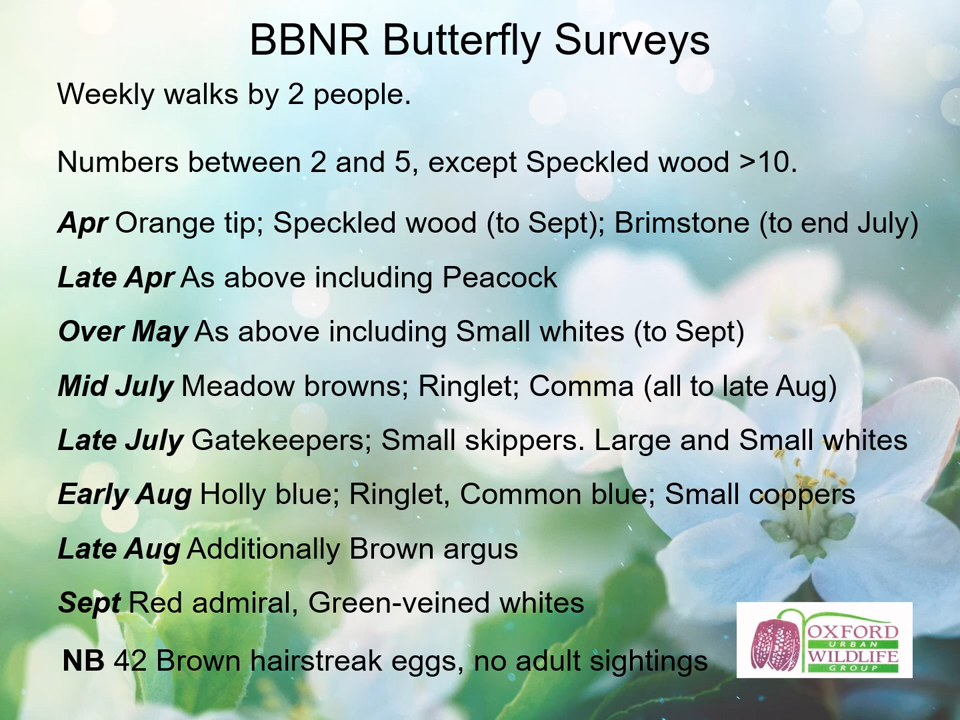 BBNR Butterfly Surveys
Weekly walks by 2 people.
Numbers between 2 and 5, except Speckled wood >10.
Apr Orange tip; Speckled wood (to Sept); Brimstone (to end July)
Late Apr As above including Peacock
Over May As above including Small whites (to Sept)
Mid July Meadow browns; Ringlet; Comma (all to late Aug)
Late July Gatekeepers; Small skippers. Large and Small whites
Early Aug Holly blue; Ringlet, Common blue; Small coppers
Late Aug Additionally Brown argus
Sept Red admiral, Green-veined whites
NB 42 Brown hairstreak eggs, no adult sightings
OXFORD
URBAN
WILDLIFE
GROUP